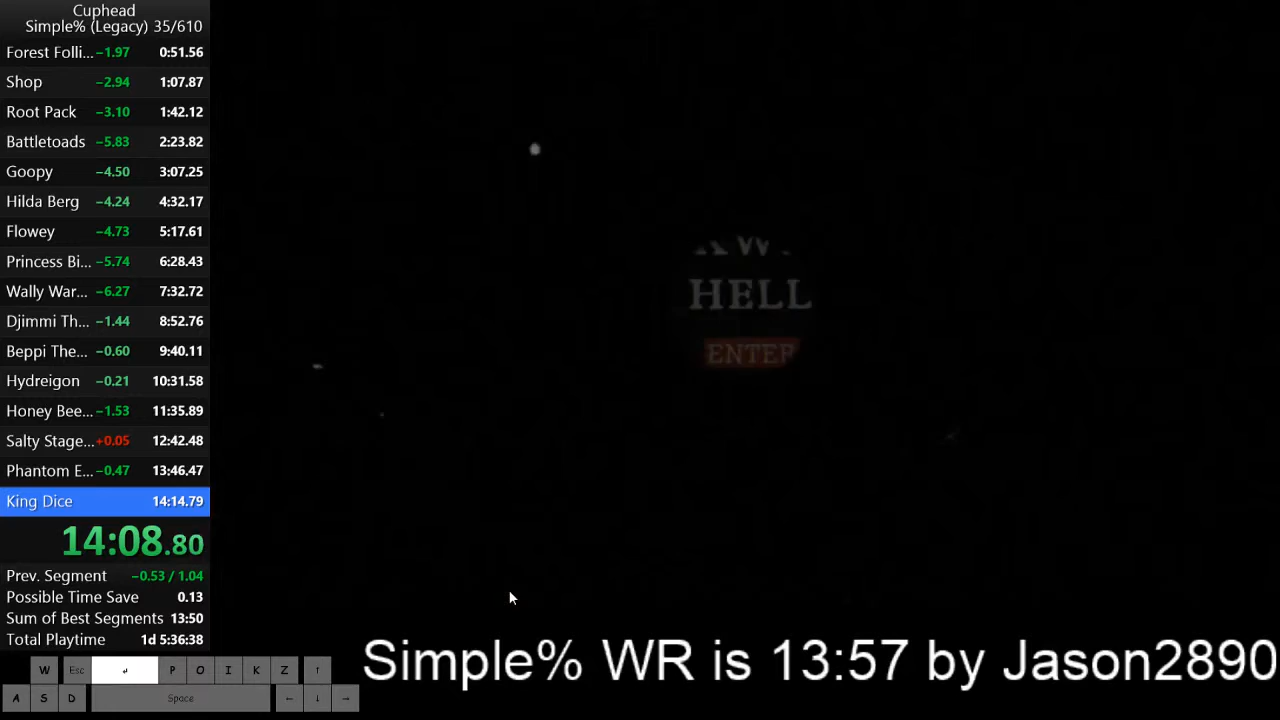 Cuphead
Simple% (Legacy) 35/610
Forest Folli... −1.97 0:51.56
Shop −2.94 1:07.87
Root Pack −3.10 1:42.12
Battletoads −5.83 2:23.82
Goopy −4.50 3:07.25
Hilda Berg −4.24 4:32.17
Flowey −4.73 5:17.61
Princess Bi... −5.74 6:28.43
Wally War... −6.27 7:32.72
Djimmi Th... −1.44 8:52.76
Beppi The... −0.60 9:40.11
Hydreigon −0.21 10:31.58
Honey Bee... −1.53 11:35.89
Salty Stage... +0.05 12:42.48
Phantom E... −0.47 13:46.47
King Dice 14:14.79
14:08.80
Prev. Segment −0.53 / 1.04
Possible Time Save 0.13
Sum of Best Segments 13:50
Total Playtime 1d 5:36:38
HELL
ENTER
W Esc ↵ P O I K Z ↑
A S D Space ← ↓ →
Simple% WR is 13:57 by Jason2890